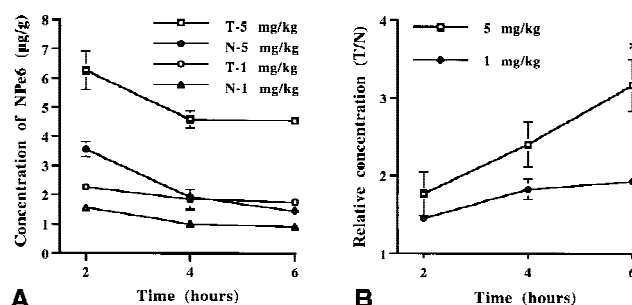 Concentration of NPe6 (µg/g)
8
7
6
5
4
3
2
1
0
T-5 mg/kg
N-5 mg/kg
T-1 mg/kg
N-1 mg/kg
2
4
6
Time (hours)
A
Relative concentration (T/N)
4
3
2
1
5 mg/kg
1 mg/kg
*
2
4
6
Time (hours)
B